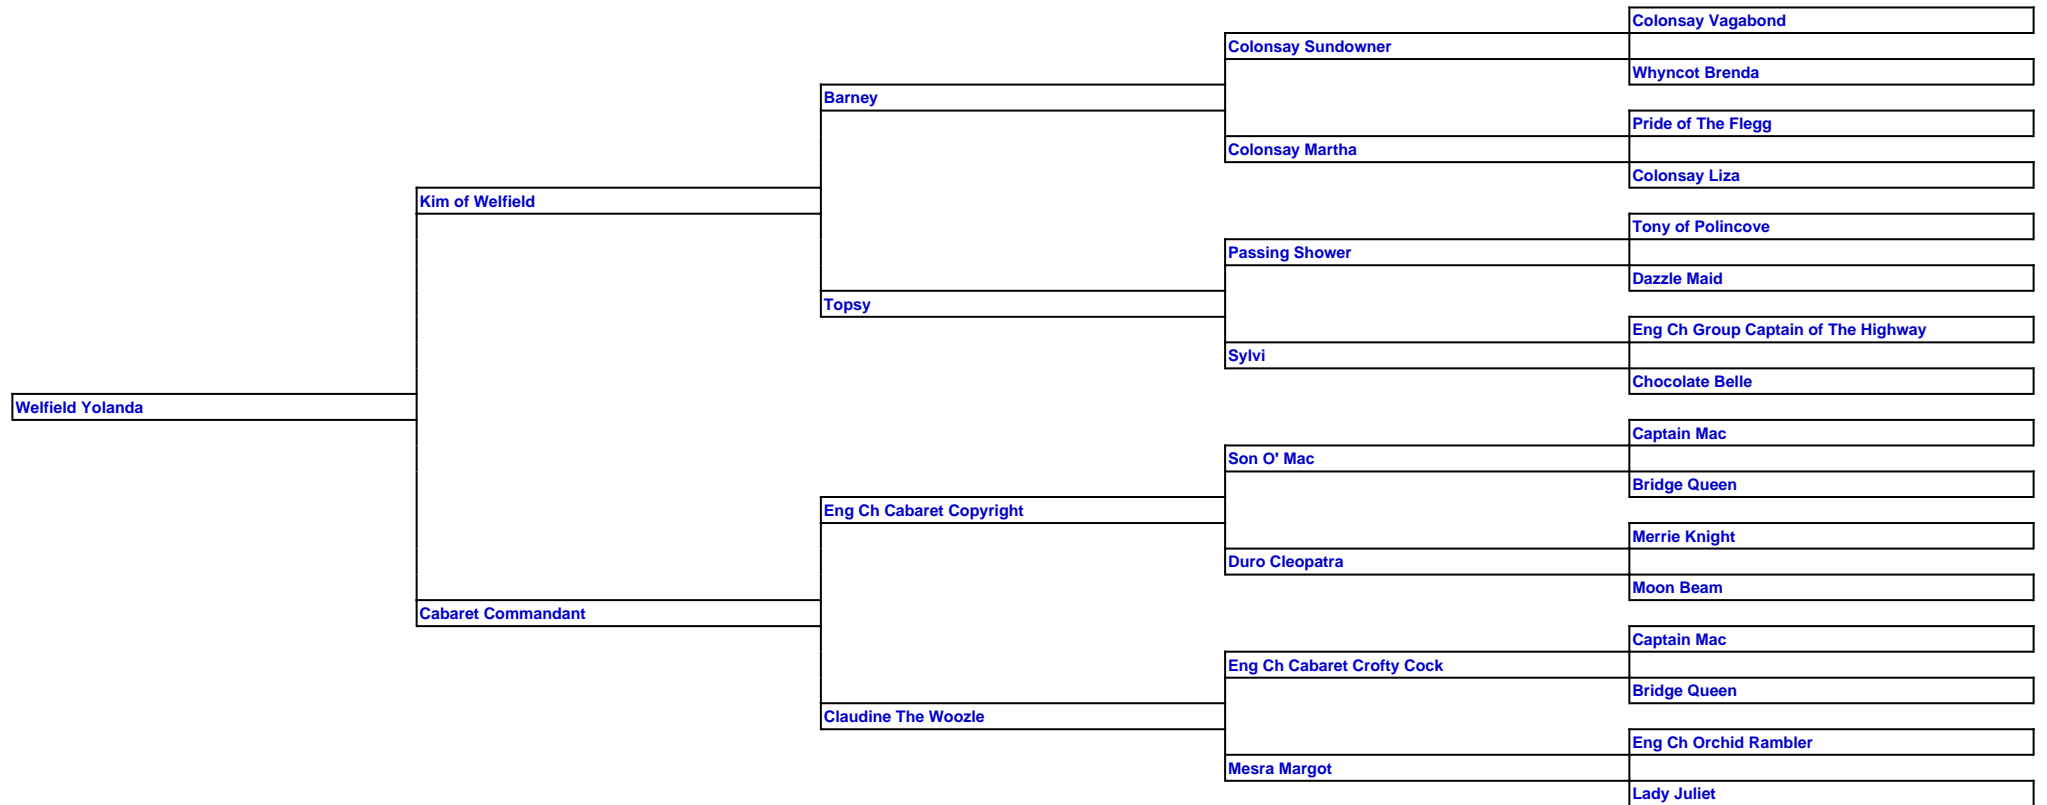 Colonsay Vagabond
Colonsay Sundowner
Whyncot Brenda
Barney
Pride of The Flegg
Colonsay Martha
Colonsay Liza
Kim of Welfield
Tony of Polincove
Passing Shower
Dazzle Maid
Topsy
Eng Ch Group Captain of The Highway
Sylvi
Chocolate Belle
Welfield Yolanda
Captain Mac
Son O' Mac
Bridge Queen
Eng Ch Cabaret Copyright
Merrie Knight
Duro Cleopatra
Moon Beam
Cabaret Commandant
Captain Mac
Eng Ch Cabaret Crofty Cock
Bridge Queen
Claudine The Woozle
Eng Ch Orchid Rambler
Mesra Margot
Lady Juliet